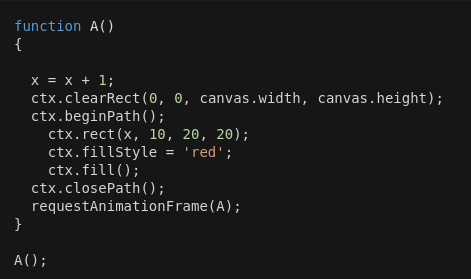 function A()
{
x = x + 1;
ctx.clearRect(0, 0, canvas.width, canvas.height);
ctx.beginPath();
ctx.rect(x, 10, 20, 20);
ctx.fillStyle = 'red';
ctx.fill();
ctx.closePath();
requestAnimationFrame(A);
}
A();